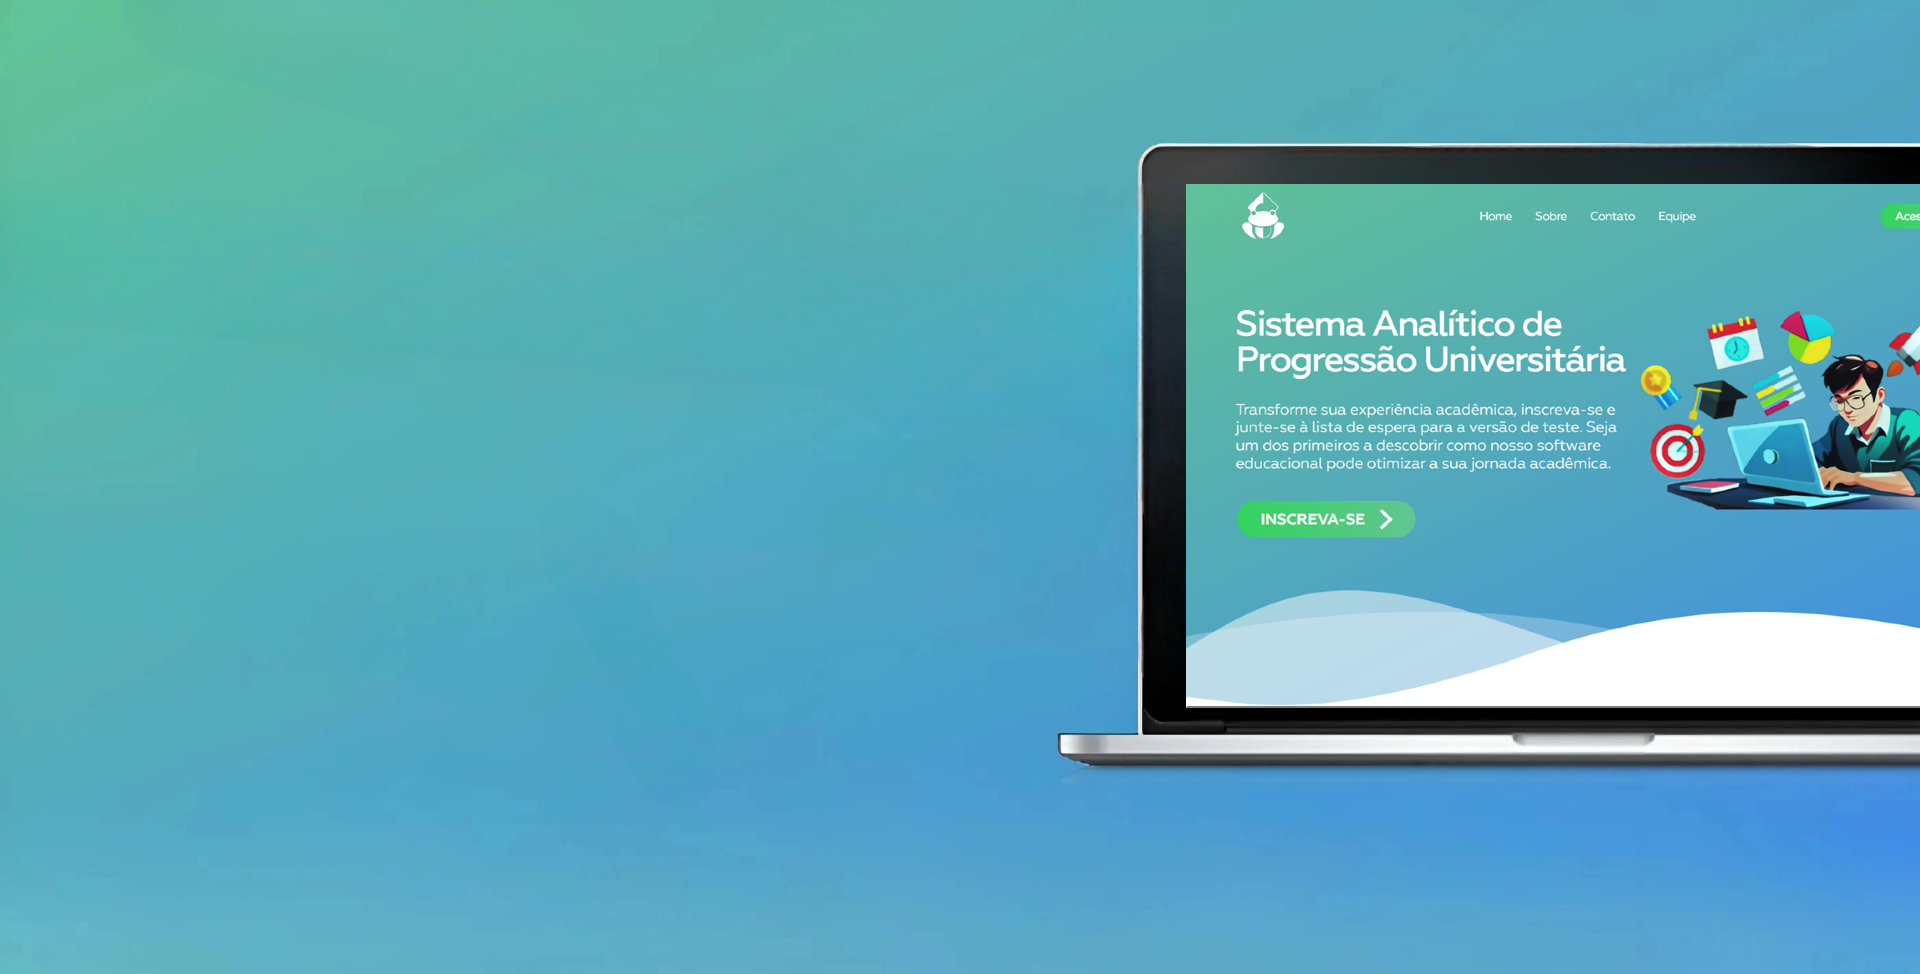 Home Sobre Contato Equipe
Sistema Analítico de
Progressão Universitária
Transforme sua experiência acadêmica, inscreva-se e
junte-se à lista de espera para a versão de teste. Seja
um dos primeiros a descobrir como nosso software
educacional pode otimizar a sua jornada acadêmica.
INSCREVA-SE